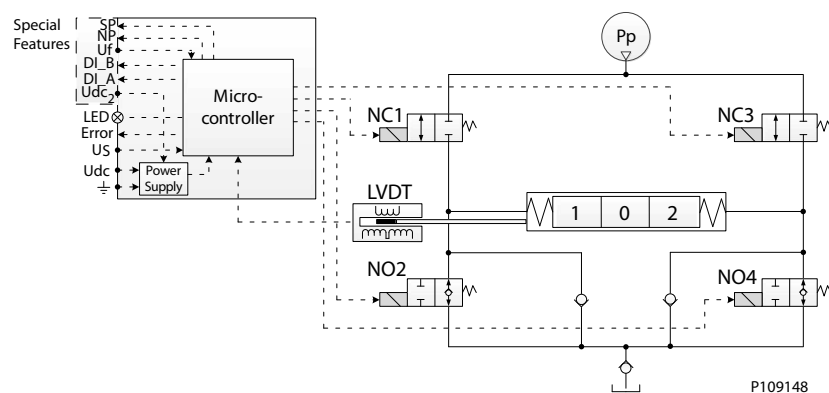 Special
Features
SP
NP
Uf
DI_B
DI_A
Udc2
LED
Error
US
Udc
Micro-
controller
Power
Supply
LVDT
Pp
NC1
NC3
1 0 2
NO2
NO4
P109148